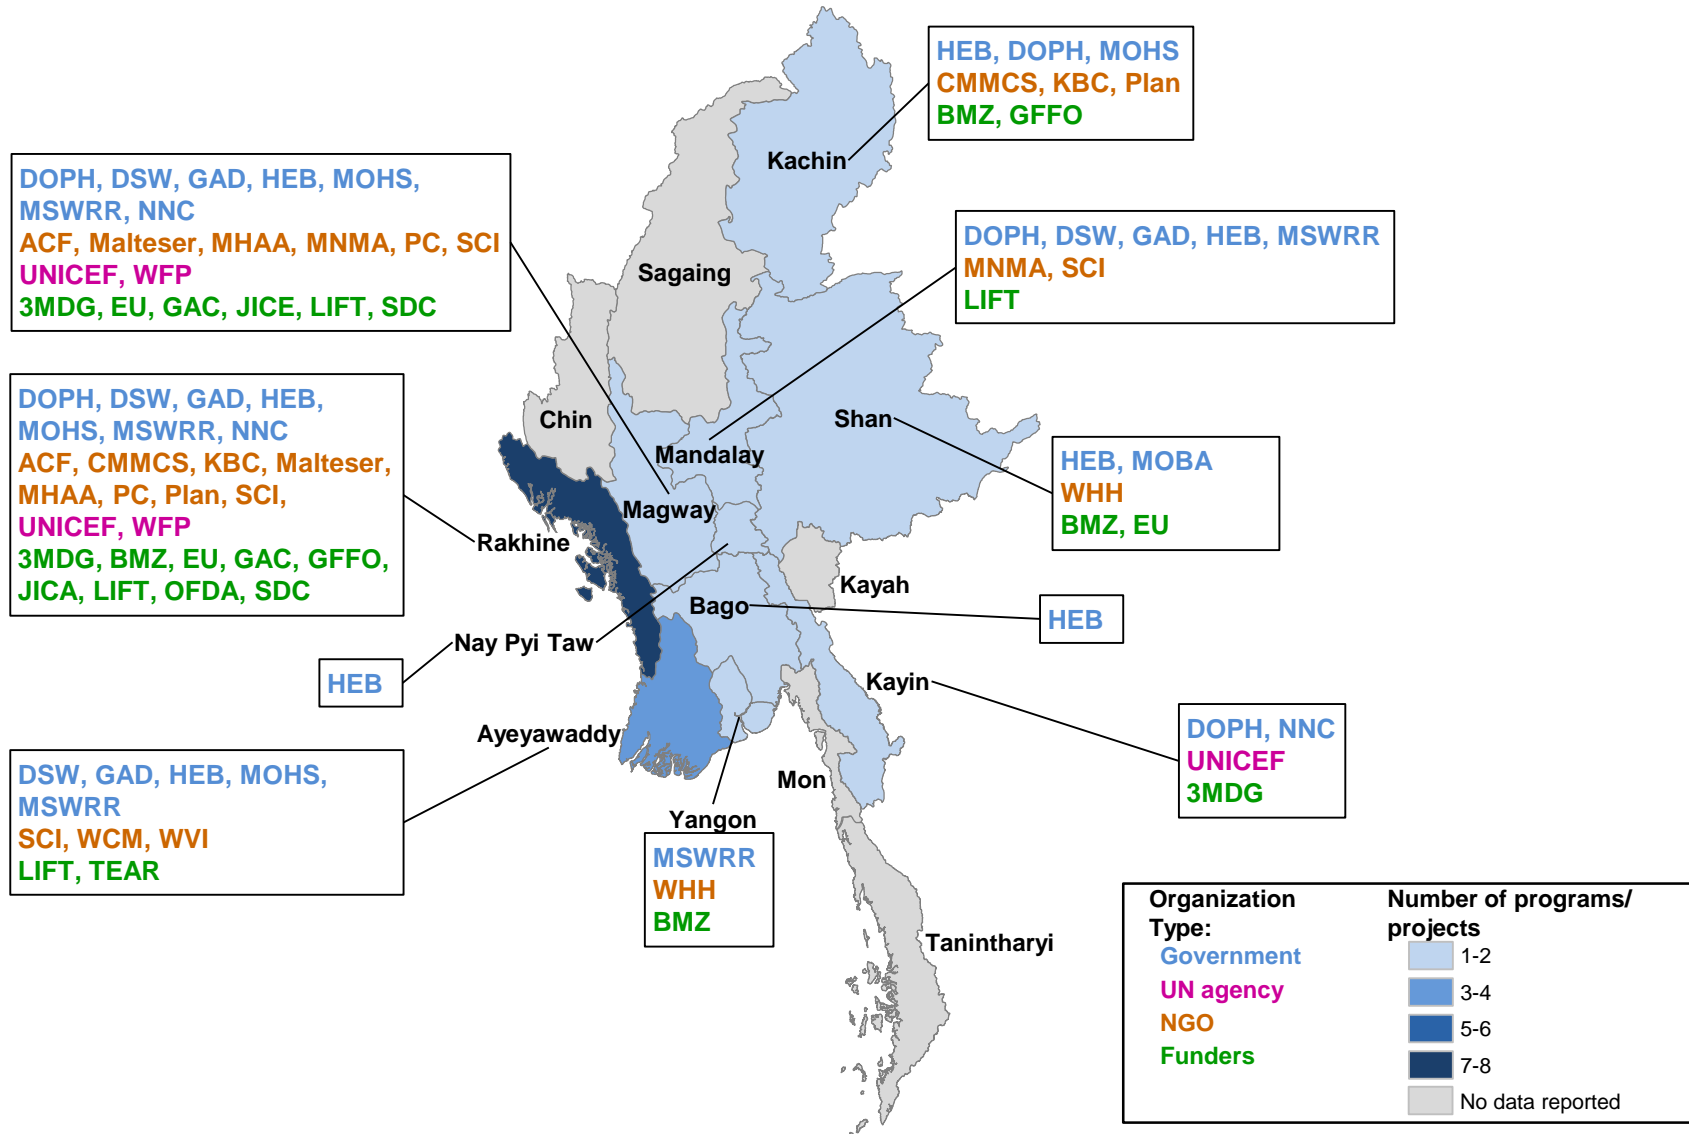 HEB, DOPH, MOHS
CMMCS, KBC, Plan
BMZ, GFFO
Kachin
DOPH, DSW, GAD, HEB, MOHS,
MSWRR, NNC
ACF, Malteser, MHAA, MNMA, PC, SCI
UNICEF, WFP
3MDG, EU, GAC, JICE, LIFT, SDC
DOPH, DSW, GAD, HEB, MSWRR
MNMA, SCI
LIFT
Sagaing
DOPH, DSW, GAD, HEB,
MOHS, MSWRR, NNC
ACF, CMMCS, KBC, Malteser,
MHAA, PC, Plan, SCI,
UNICEF, WFP
3MDG, BMZ, EU, GAC, GFFO,
JICA, LIFT, OFDA, SDC
Chin
Shan
Mandalay
HEB, MOBA
WHH
BMZ, EU
Magway
Rakhine
Kayah
Bago
HEB
Nay Pyi Taw
HEB
Kayin
Ayeyawaddy
DOPH, NNC
UNICEF
3MDG
DSW, GAD, HEB, MOHS,
MSWRR
SCI, WCM, WVI
LIFT, TEAR
Mon
Yangon
MSWRR
WHH
BMZ
Tanintharyi
Organization
Type:
Government
UN agency
NGO
Funders
Number of programs/
projects
1-2
3-4
5-6
7-8
No data reported